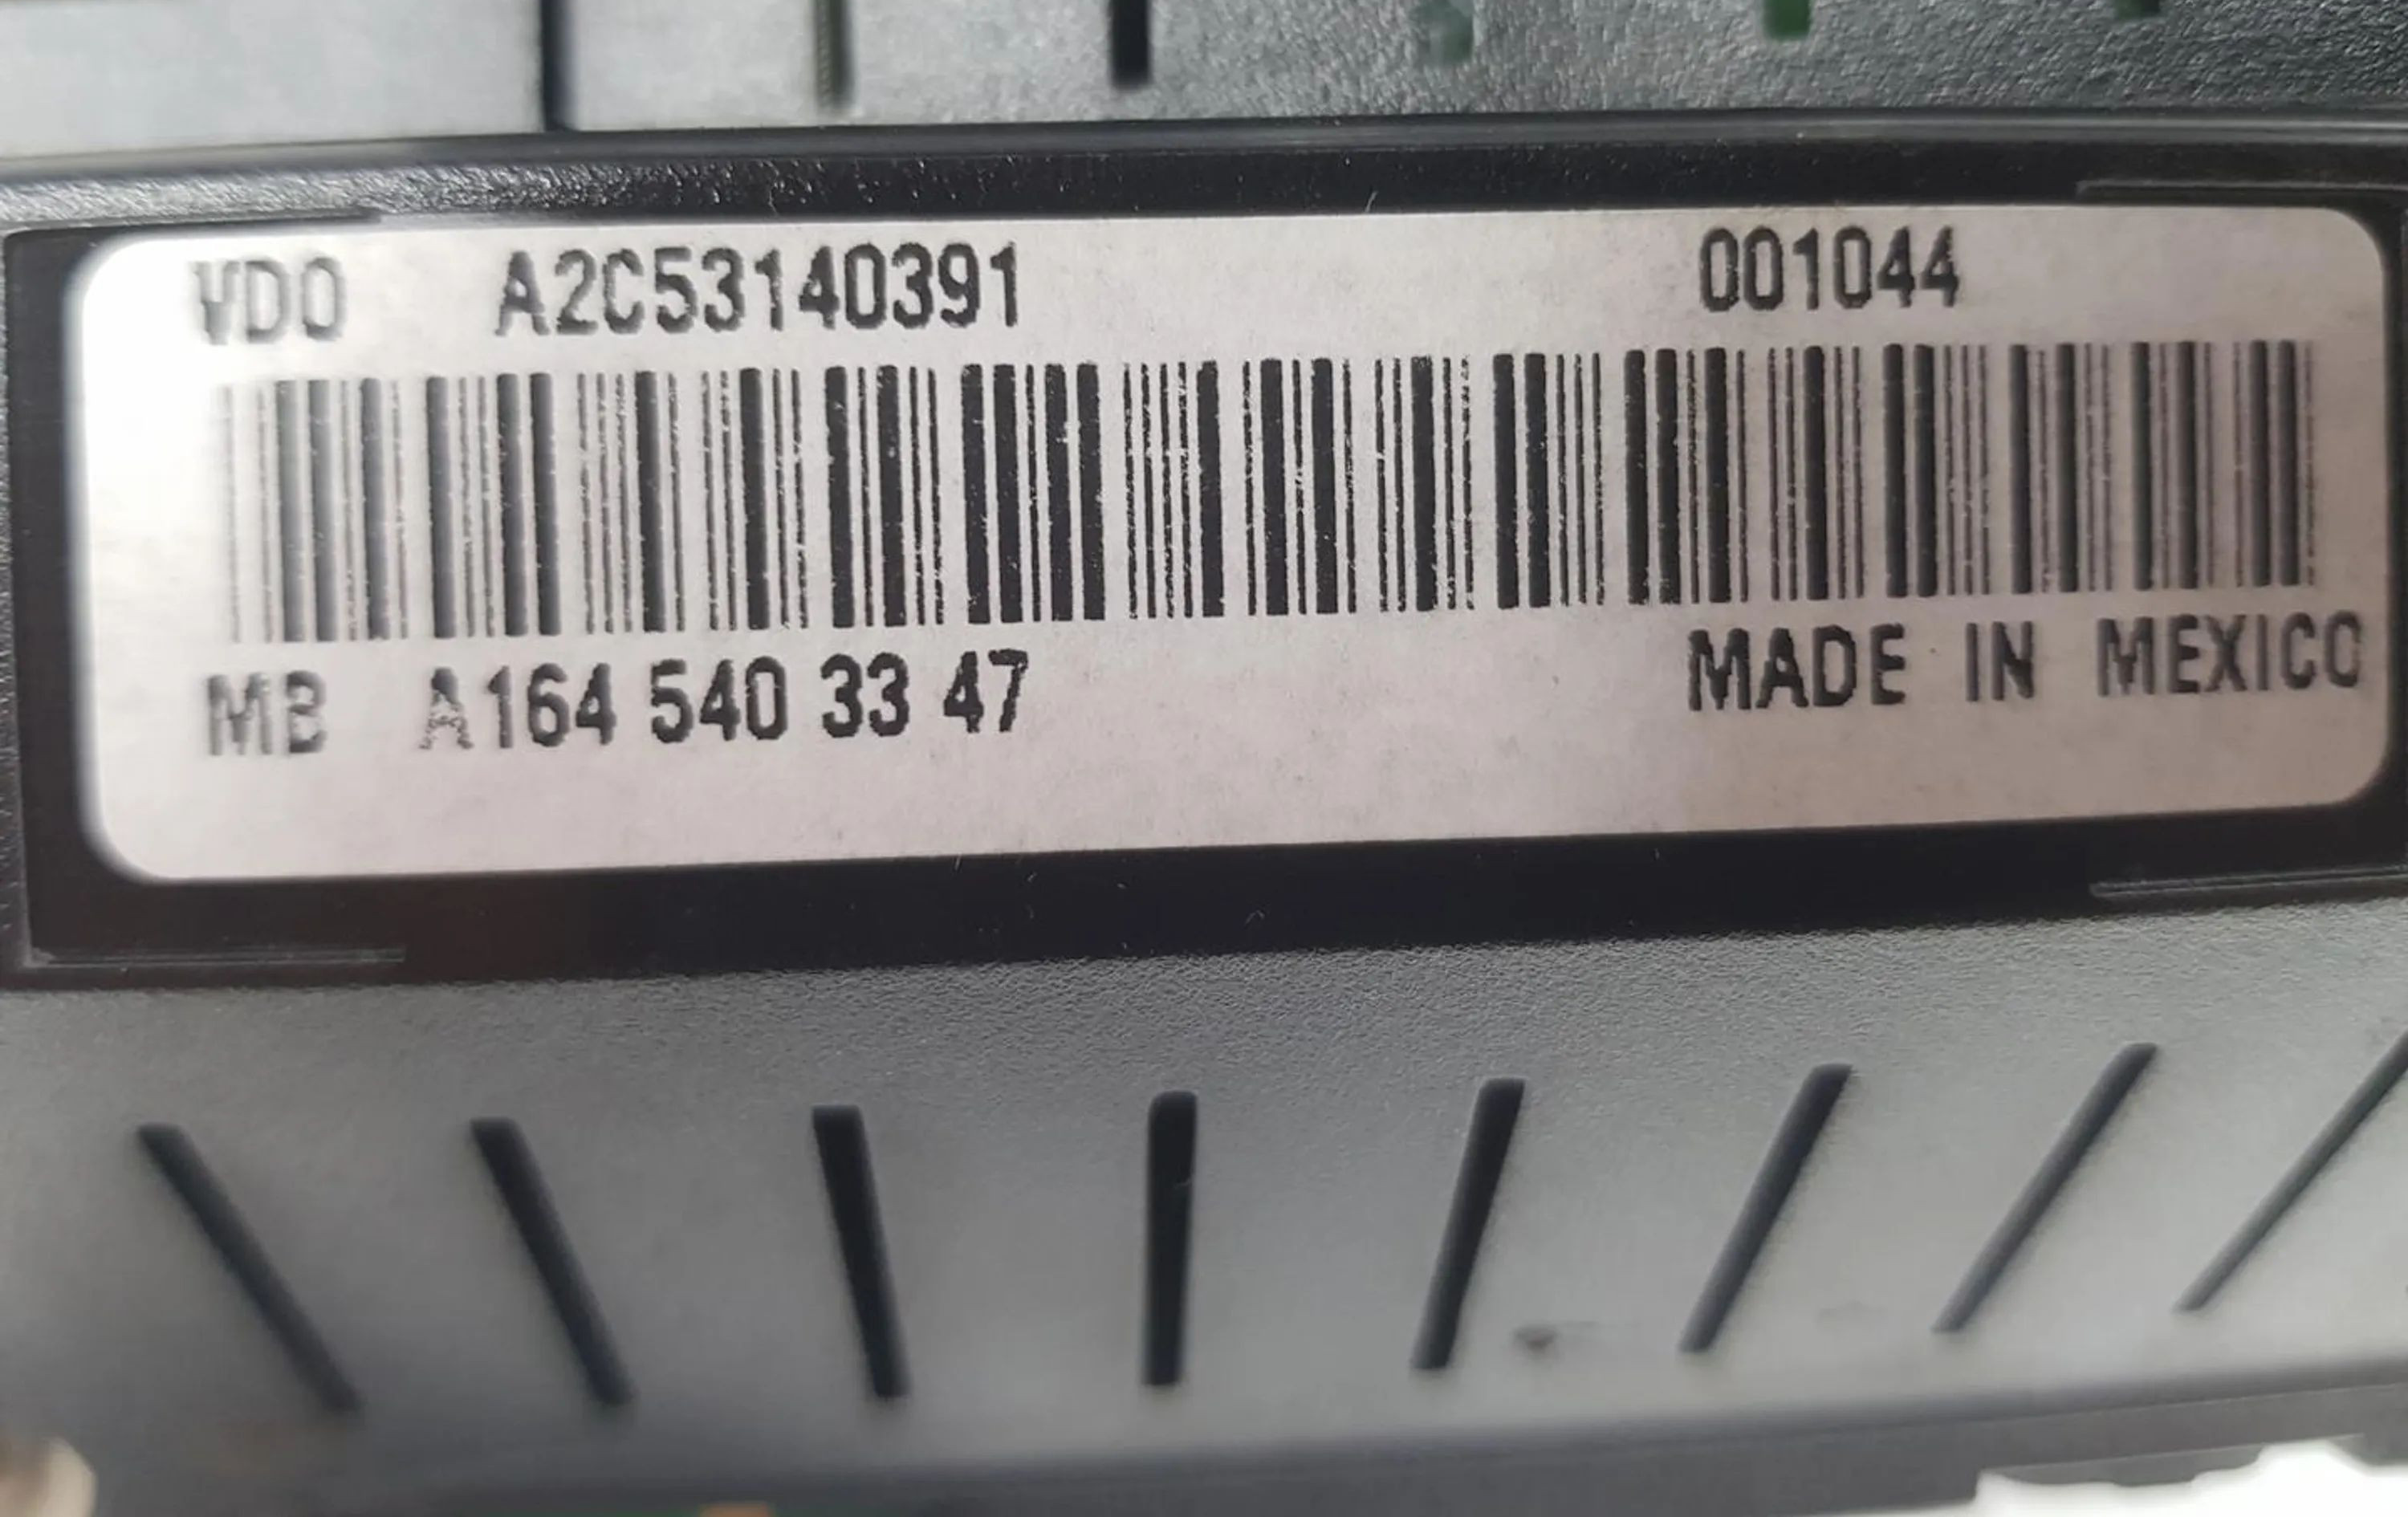 VDO A2C53140391 001044
MB A164 540 33 47 MADE IN MEXICO